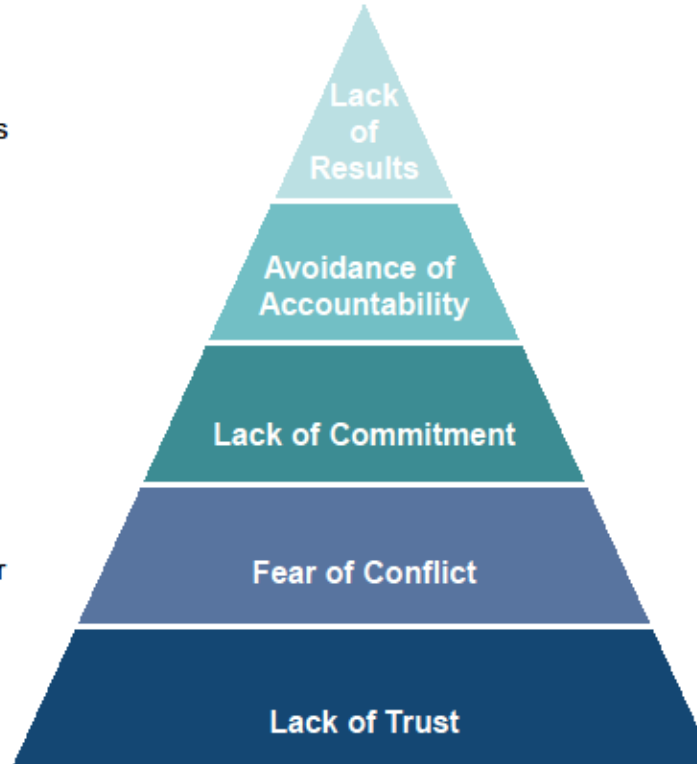 Lack
of
Results
s
Avoidance of
Accountability
Lack of Commitment
r
Fear of Conflict
Lack of Trust